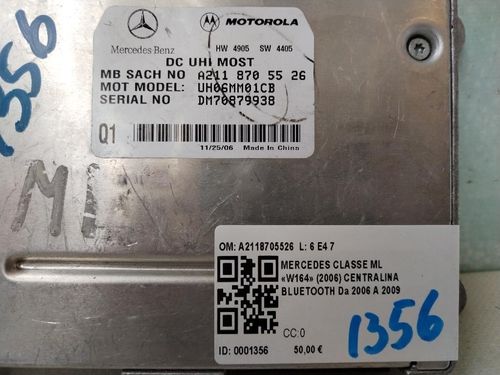 1356
MOTOROLA
Mercedes-Benz HW 4905 SW 4405
DC UHI MOST
MB SACH NO A211 870 55 26
MOT MODEL: UH06MM01CB
SERIAL NO DM70879938
Q1
11/25/06 Made In China
ML
OM: A2118705526 L: 6 E4 7
MERCEDES CLASSE ML
«W164» (2006) CENTRALINA
BLUETOOTH Da 2006 A 2009
CC:0
1356
ID: 0001356 50,00 €